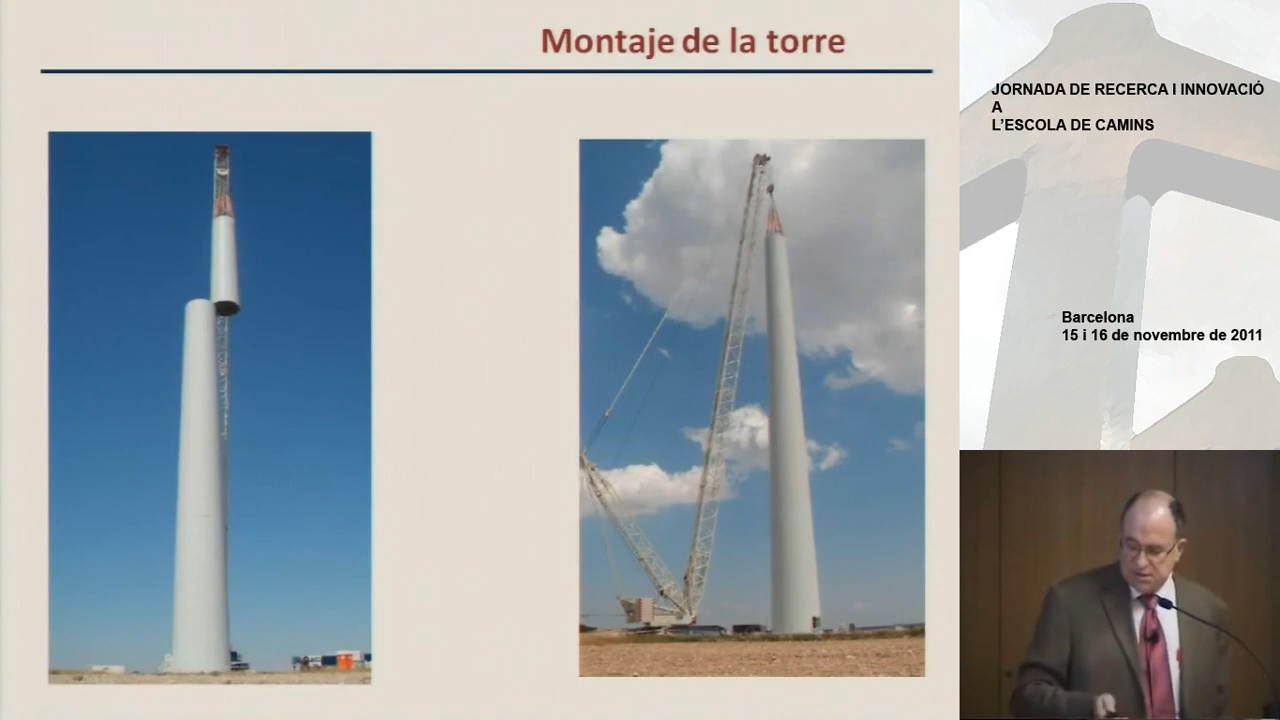 Montaje de la torre
JORNADA DE RECERCA I INNOVACIÓ
A
L'ESCOLA DE CAMINS
Barcelona
15 i 16 de novembre de 2011